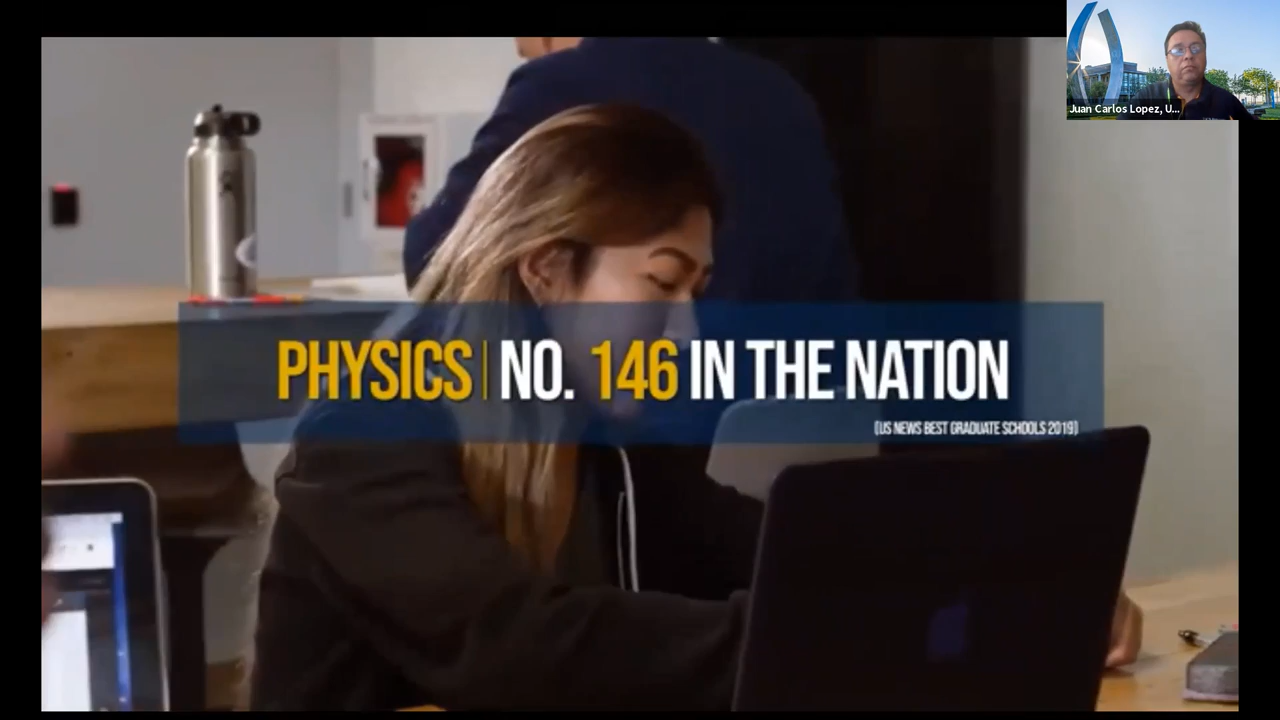 Juan Carlos Lopez, U...
PHYSICS | NO. 146 IN THE NATION
(US NEWS BEST GRADUATE SCHOOLS 2019)